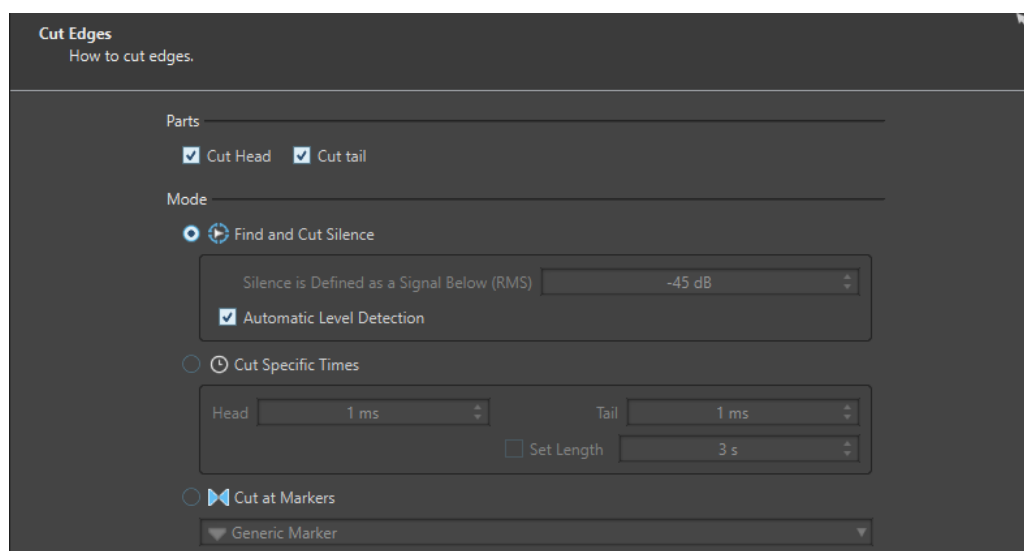 Cut Edges
How to cut edges.
Parts
Cut Head Cut tail
Mode
Find and Cut Silence
Silence is Defined as a Signal Below (RMS) -45 dB
Automatic Level Detection
Cut Specific Times
Head 1 ms Tail 1 ms
Set Length 3 s
Cut at Markers
Generic Marker